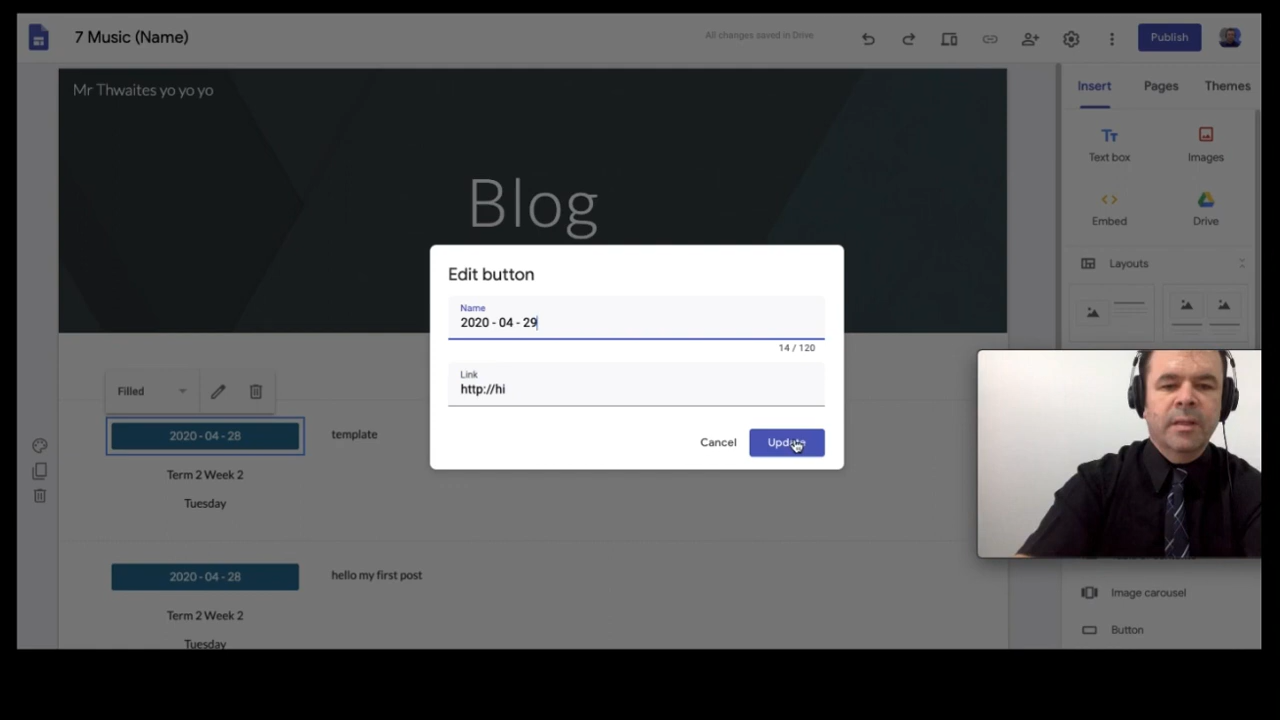 7 Music (Name)
All changes saved in Drive
Publish
Mr Thwaites yo yo yo
Insert
Pages
Themes
Tt
Text box
Images
Blog
Embed
Drive
Layouts
Edit button
Name
2020 - 04 - 29
14 / 120
Link
http://hi
Cancel
Update
Filled
2020 - 04 - 28
template
Term 2 Week 2
Tuesday
2020 - 04 - 28
hello my first post
Term 2 Week 2
Tuesday
Image carousel
Button